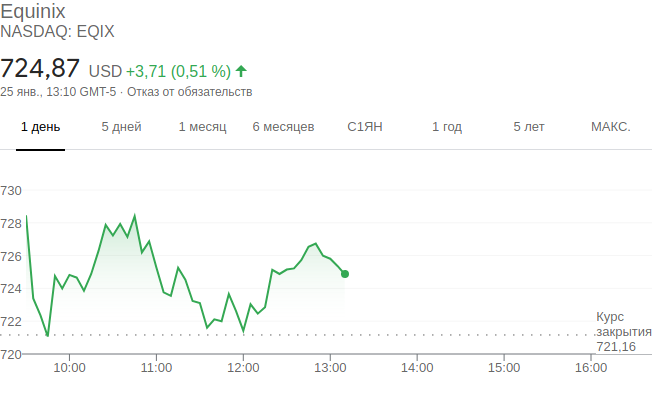 Equinix
NASDAQ: EQIX
724,87 USD +3,71 (0,51 %)
25 янв., 13:10 GMT-5 · Отказ от обязательств
1 день 5 дней 1 месяц 6 месяцев С1ЯН 1 год 5 лет МАКС.
730
728
726
724
722
720
Курс
закрытия
721,16
10:00 11:00 12:00 13:00 14:00 15:00 16:00